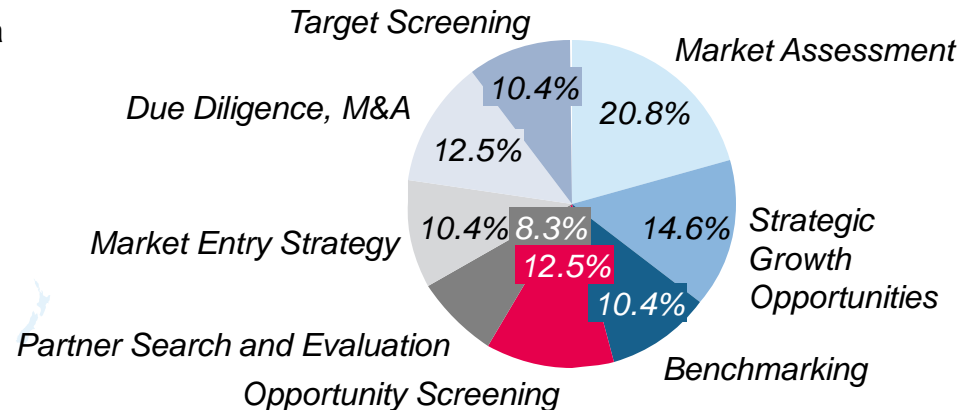 Target Screening
Market Assessment
10.4%
20.8%
Due Diligence, M&A
12.5%
Market Entry Strategy
10.4%
8.3%
14.6%
Strategic
Growth
Opportunities
12.5%
10.4%
Partner Search and Evaluation
Benchmarking
Opportunity Screening